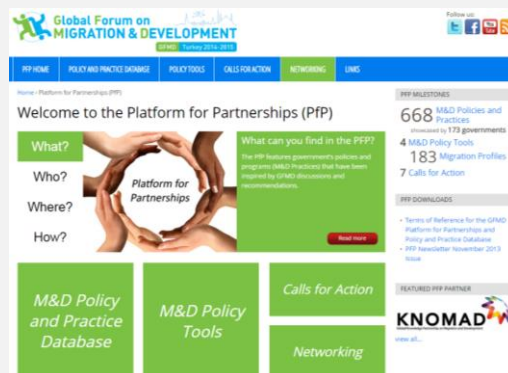 Global Forum on
MIGRATION & DEVELOPMENT
GFMD Turkey 2014-2015
Follow us:
PFP HOME
POLICY AND PRACTICE DATABASE
POLICY TOOLS
CALLS FOR ACTION
NETWORKING
LINKS
Home › Platform for Partnerships (PfP)
Welcome to the Platform for Partnerships (PfP)
What?
Who?
Where?
How?
Platform for
Partnerships
What can you find in the PFP?
The PfP features government's policies and
programs (M&D Practices) that have been
inspired by GFMD discussions and
recommendations.
Read more
M&D Policy
and Practice
Database
M&D Policy
Tools
Calls for Action
Networking
PFP MILESTONES
668 M&D Policies and
Practices
showcased by 173 governments
4 M&D Policy Tools
183 Migration Profiles
7 Calls for Action
PFP DOWNLOADS
Terms of Reference for the GFMD
Platform for Partnerships and
Policy and Practice Database
PFP Newsletter November 2013
Issue
FEATURED PFP PARTNER
KNOMAD
view all...